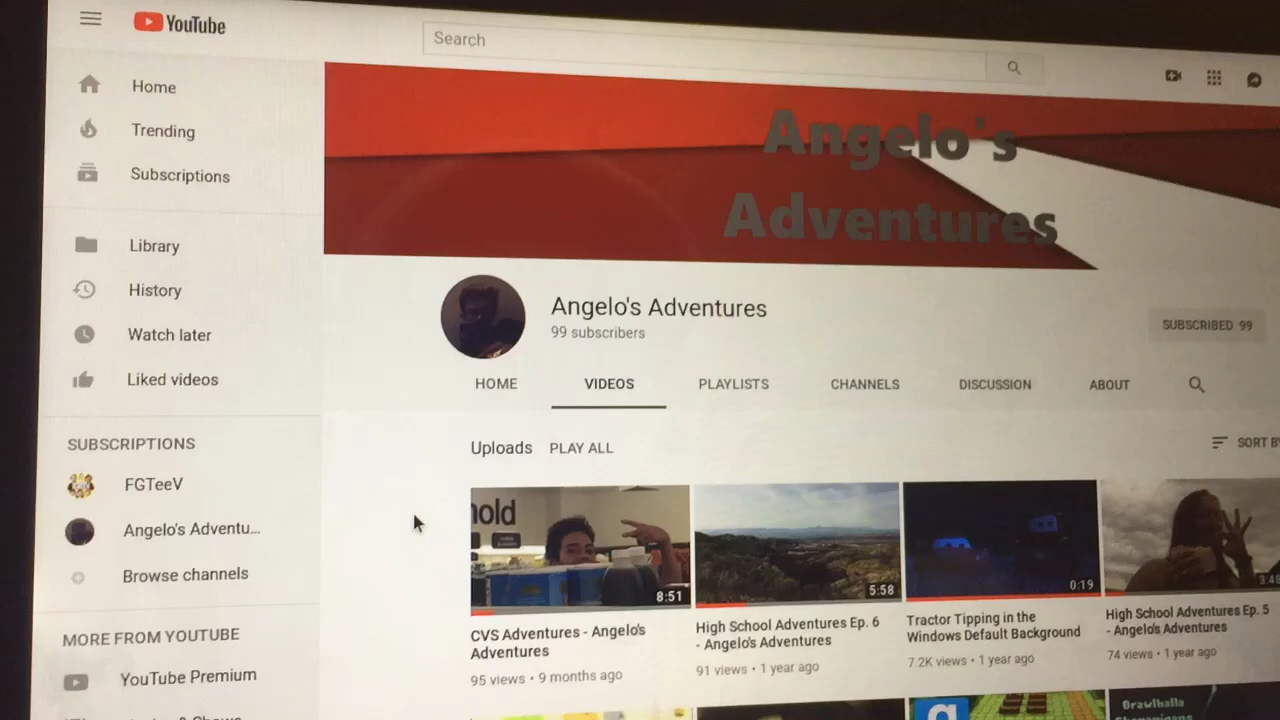 YouTube
Search
Home
Trending
Subscriptions
Library
History
Watch later
Liked videos
SUBSCRIPTIONS
FGTeeV
Angelo's Adventu...
Browse channels
MORE FROM YOUTUBE
YouTube Premium
Angelo's
Adventures
Angelo's Adventures
99 subscribers
SUBSCRIBED 99
HOME VIDEOS PLAYLISTS CHANNELS DISCUSSION ABOUT
Uploads PLAY ALL
SORT BY
hold
8:51
CVS Adventures - Angelo's
Adventures
95 views • 9 months ago
5:58
High School Adventures Ep. 6
- Angelo's Adventures
91 views • 1 year ago
0:19
Tractor Tipping in the
Windows Default Background
7.2K views • 1 year ago
3:48
High School Adventures Ep. 5
- Angelo's Adventures
74 views • 1 year ago
Brawlhalla